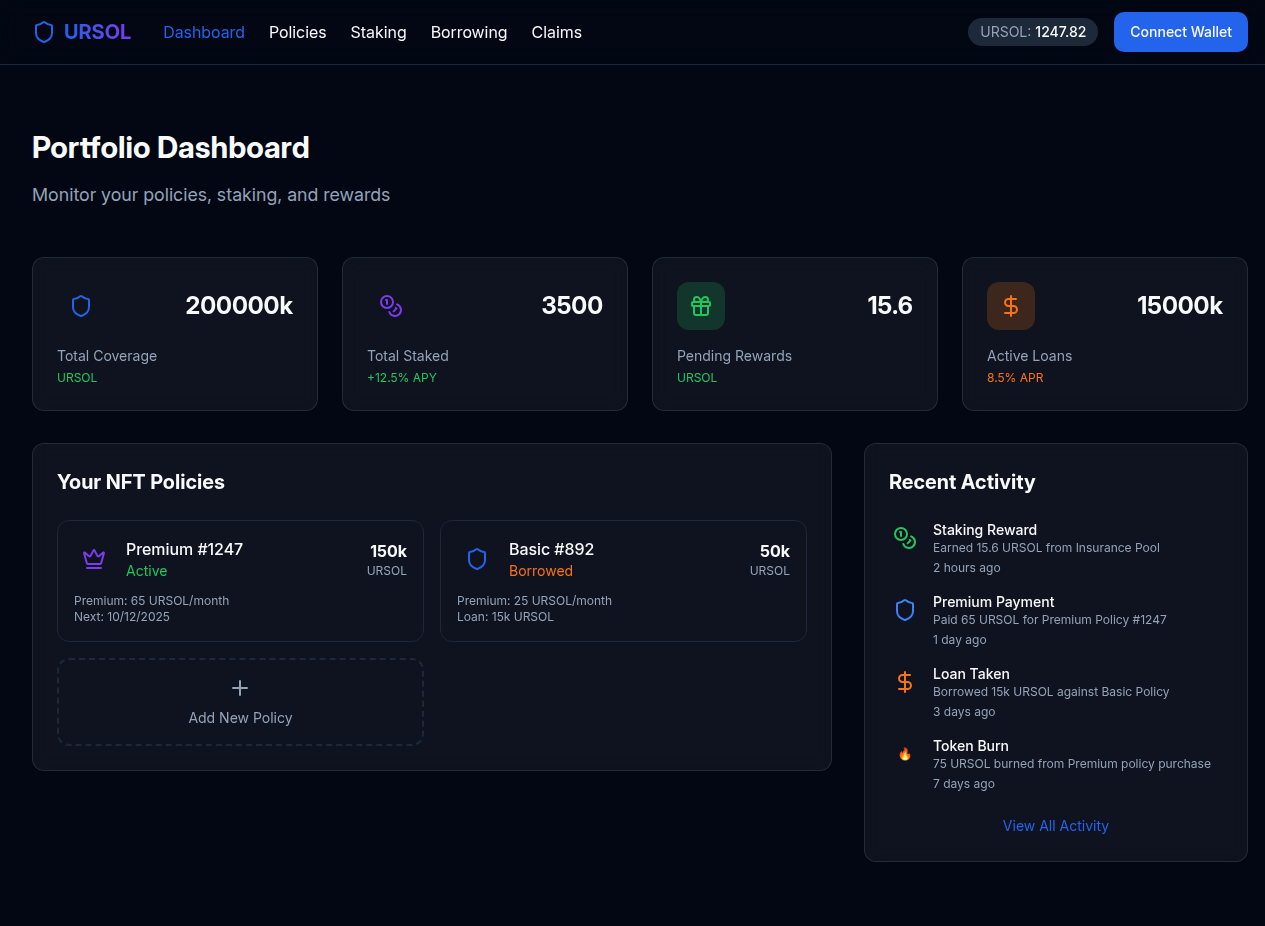 URSOL Dashboard Policies Staking Borrowing Claims URSOL: 1247.82 Connect Wallet
Portfolio Dashboard
Monitor your policies, staking, and rewards
200000k
Total Coverage
URSOL
3500
Total Staked
+12.5% APY
15.6
Pending Rewards
URSOL
15000k
Active Loans
8.5% APR
Your NFT Policies
Premium #1247
Active
150k
URSOL
Premium: 65 URSOL/month
Next: 10/12/2025
Basic #892
Borrowed
50k
URSOL
Premium: 25 URSOL/month
Loan: 15k URSOL
Add New Policy
Recent Activity
Staking Reward
Earned 15.6 URSOL from Insurance Pool
2 hours ago
Premium Payment
Paid 65 URSOL for Premium Policy #1247
1 day ago
Loan Taken
Borrowed 15k URSOL against Basic Policy
3 days ago
Token Burn
75 URSOL burned from Premium policy purchase
7 days ago
View All Activity